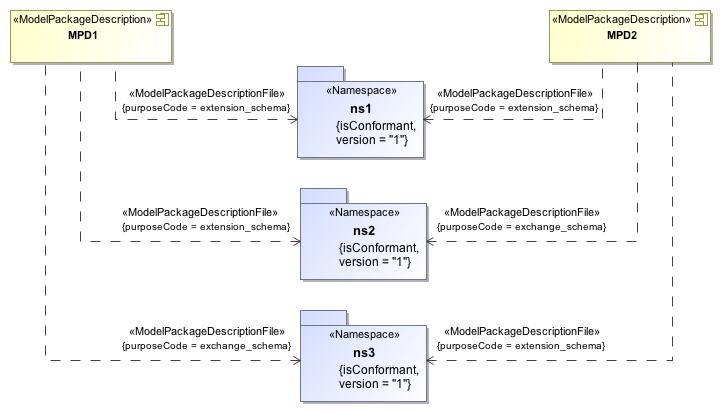 «ModelPackageDescription»
MPD1
«ModelPackageDescription»
MPD2
«ModelPackageDescriptionFile»
{purposeCode = extension_schema}
«Namespace»
ns1
{isConformant,
version = "1"}
«ModelPackageDescriptionFile»
{purposeCode = extension_schema}
«ModelPackageDescriptionFile»
{purposeCode = extension_schema}
«Namespace»
ns2
{isConformant,
version = "1"}
«ModelPackageDescriptionFile»
{purposeCode = exchange_schema}
«ModelPackageDescriptionFile»
{purposeCode = exchange_schema}
«Namespace»
ns3
{isConformant,
version = "1"}
«ModelPackageDescriptionFile»
{purposeCode = extension_schema}